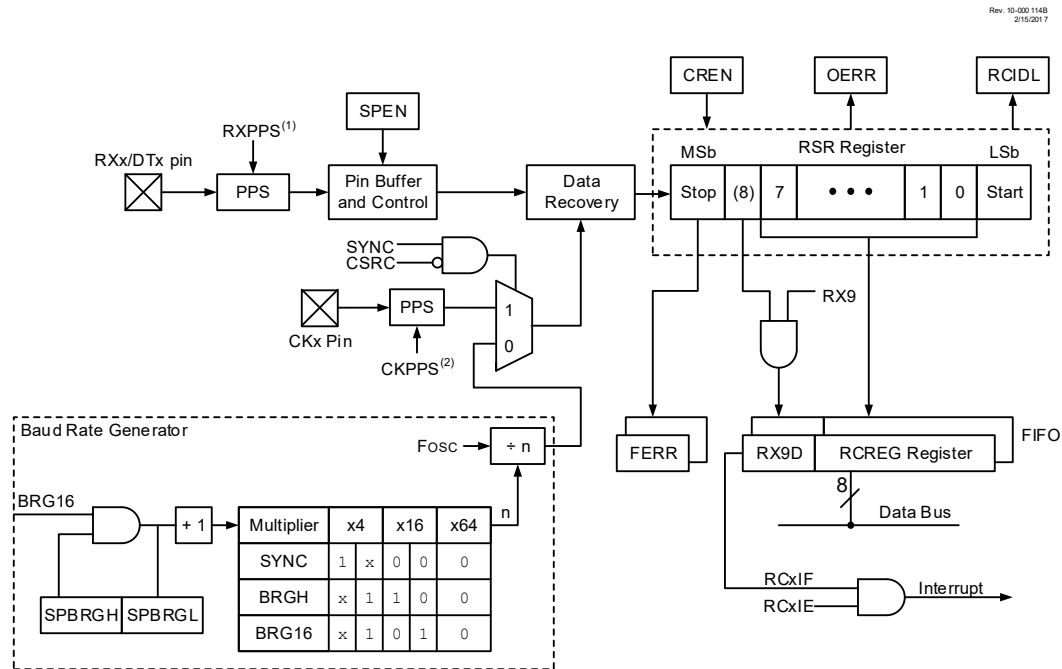 Rev. 10-000 114B
2/15/2017
CREN
OERR
RCIDL
SPEN
RXPPS(1)
RXx/DTx pin
PPS
Pin Buffer
and Control
Data
Recovery
MSb
RSR Register
LSb
Stop (8) 7 • • • 1 0 Start
SYNC
CSRC
RX9
PPS
1
0
CKx Pin
CKPPS(2)
Baud Rate Generator
FOSC
÷ n
FERR
RX9D
RCREG Register
FIFO
8
Data Bus
BRG16
n
+ 1
Multiplier x4 x16 x64
SYNC 1 x 0 0 0
BRGH x 1 1 0 0
BRG16 x 1 0 1 0
SPBRGH SPBRGL
RCxIF
RCxIE
Interrupt